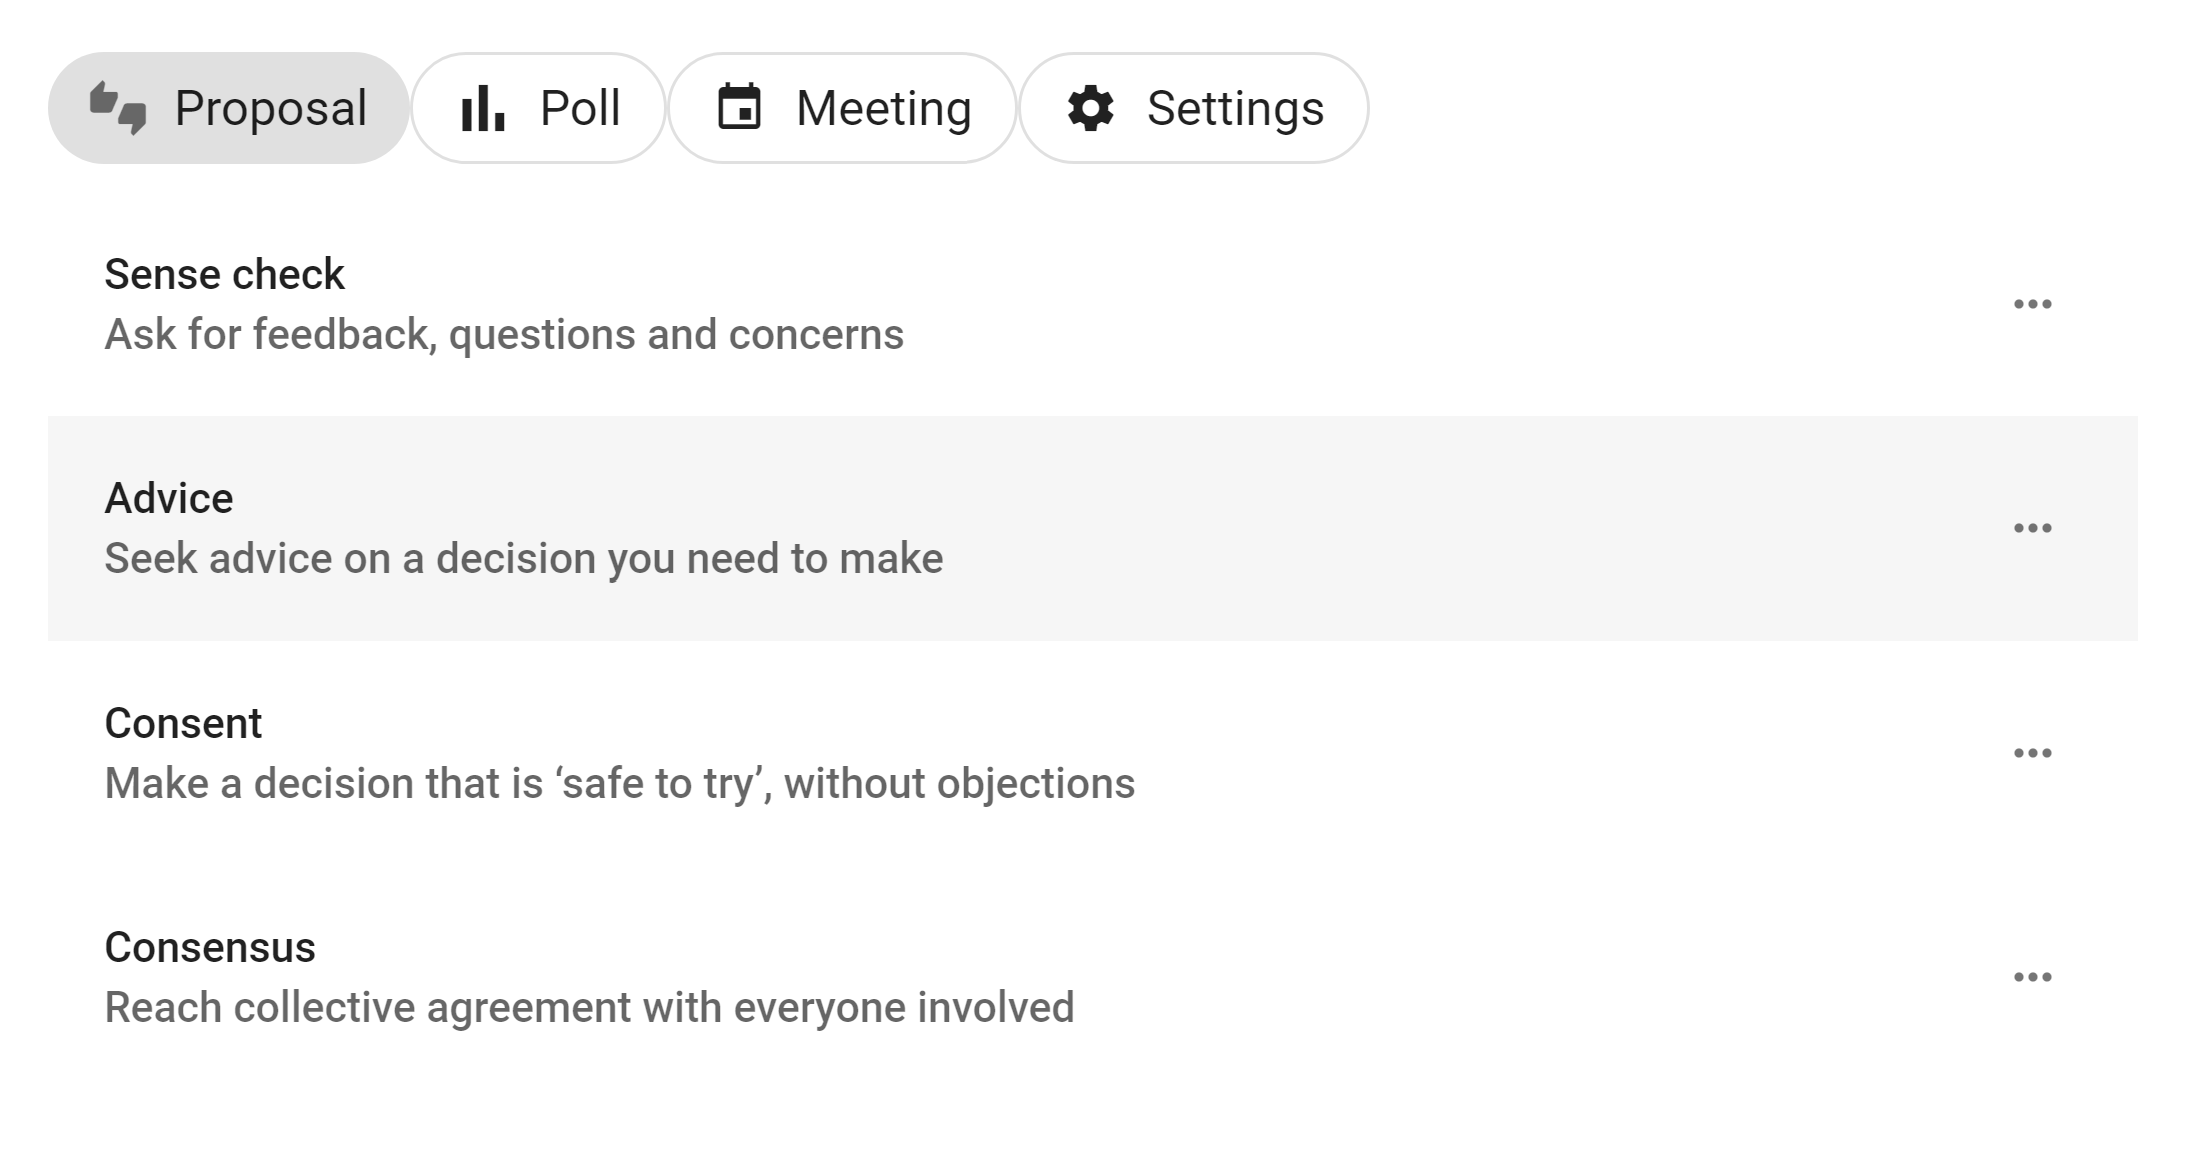 Proposal Poll Meeting Settings
Sense check
Ask for feedback, questions and concerns
Advice
Seek advice on a decision you need to make
Consent
Make a decision that is ‘safe to try’, without objections
Consensus
Reach collective agreement with everyone involved